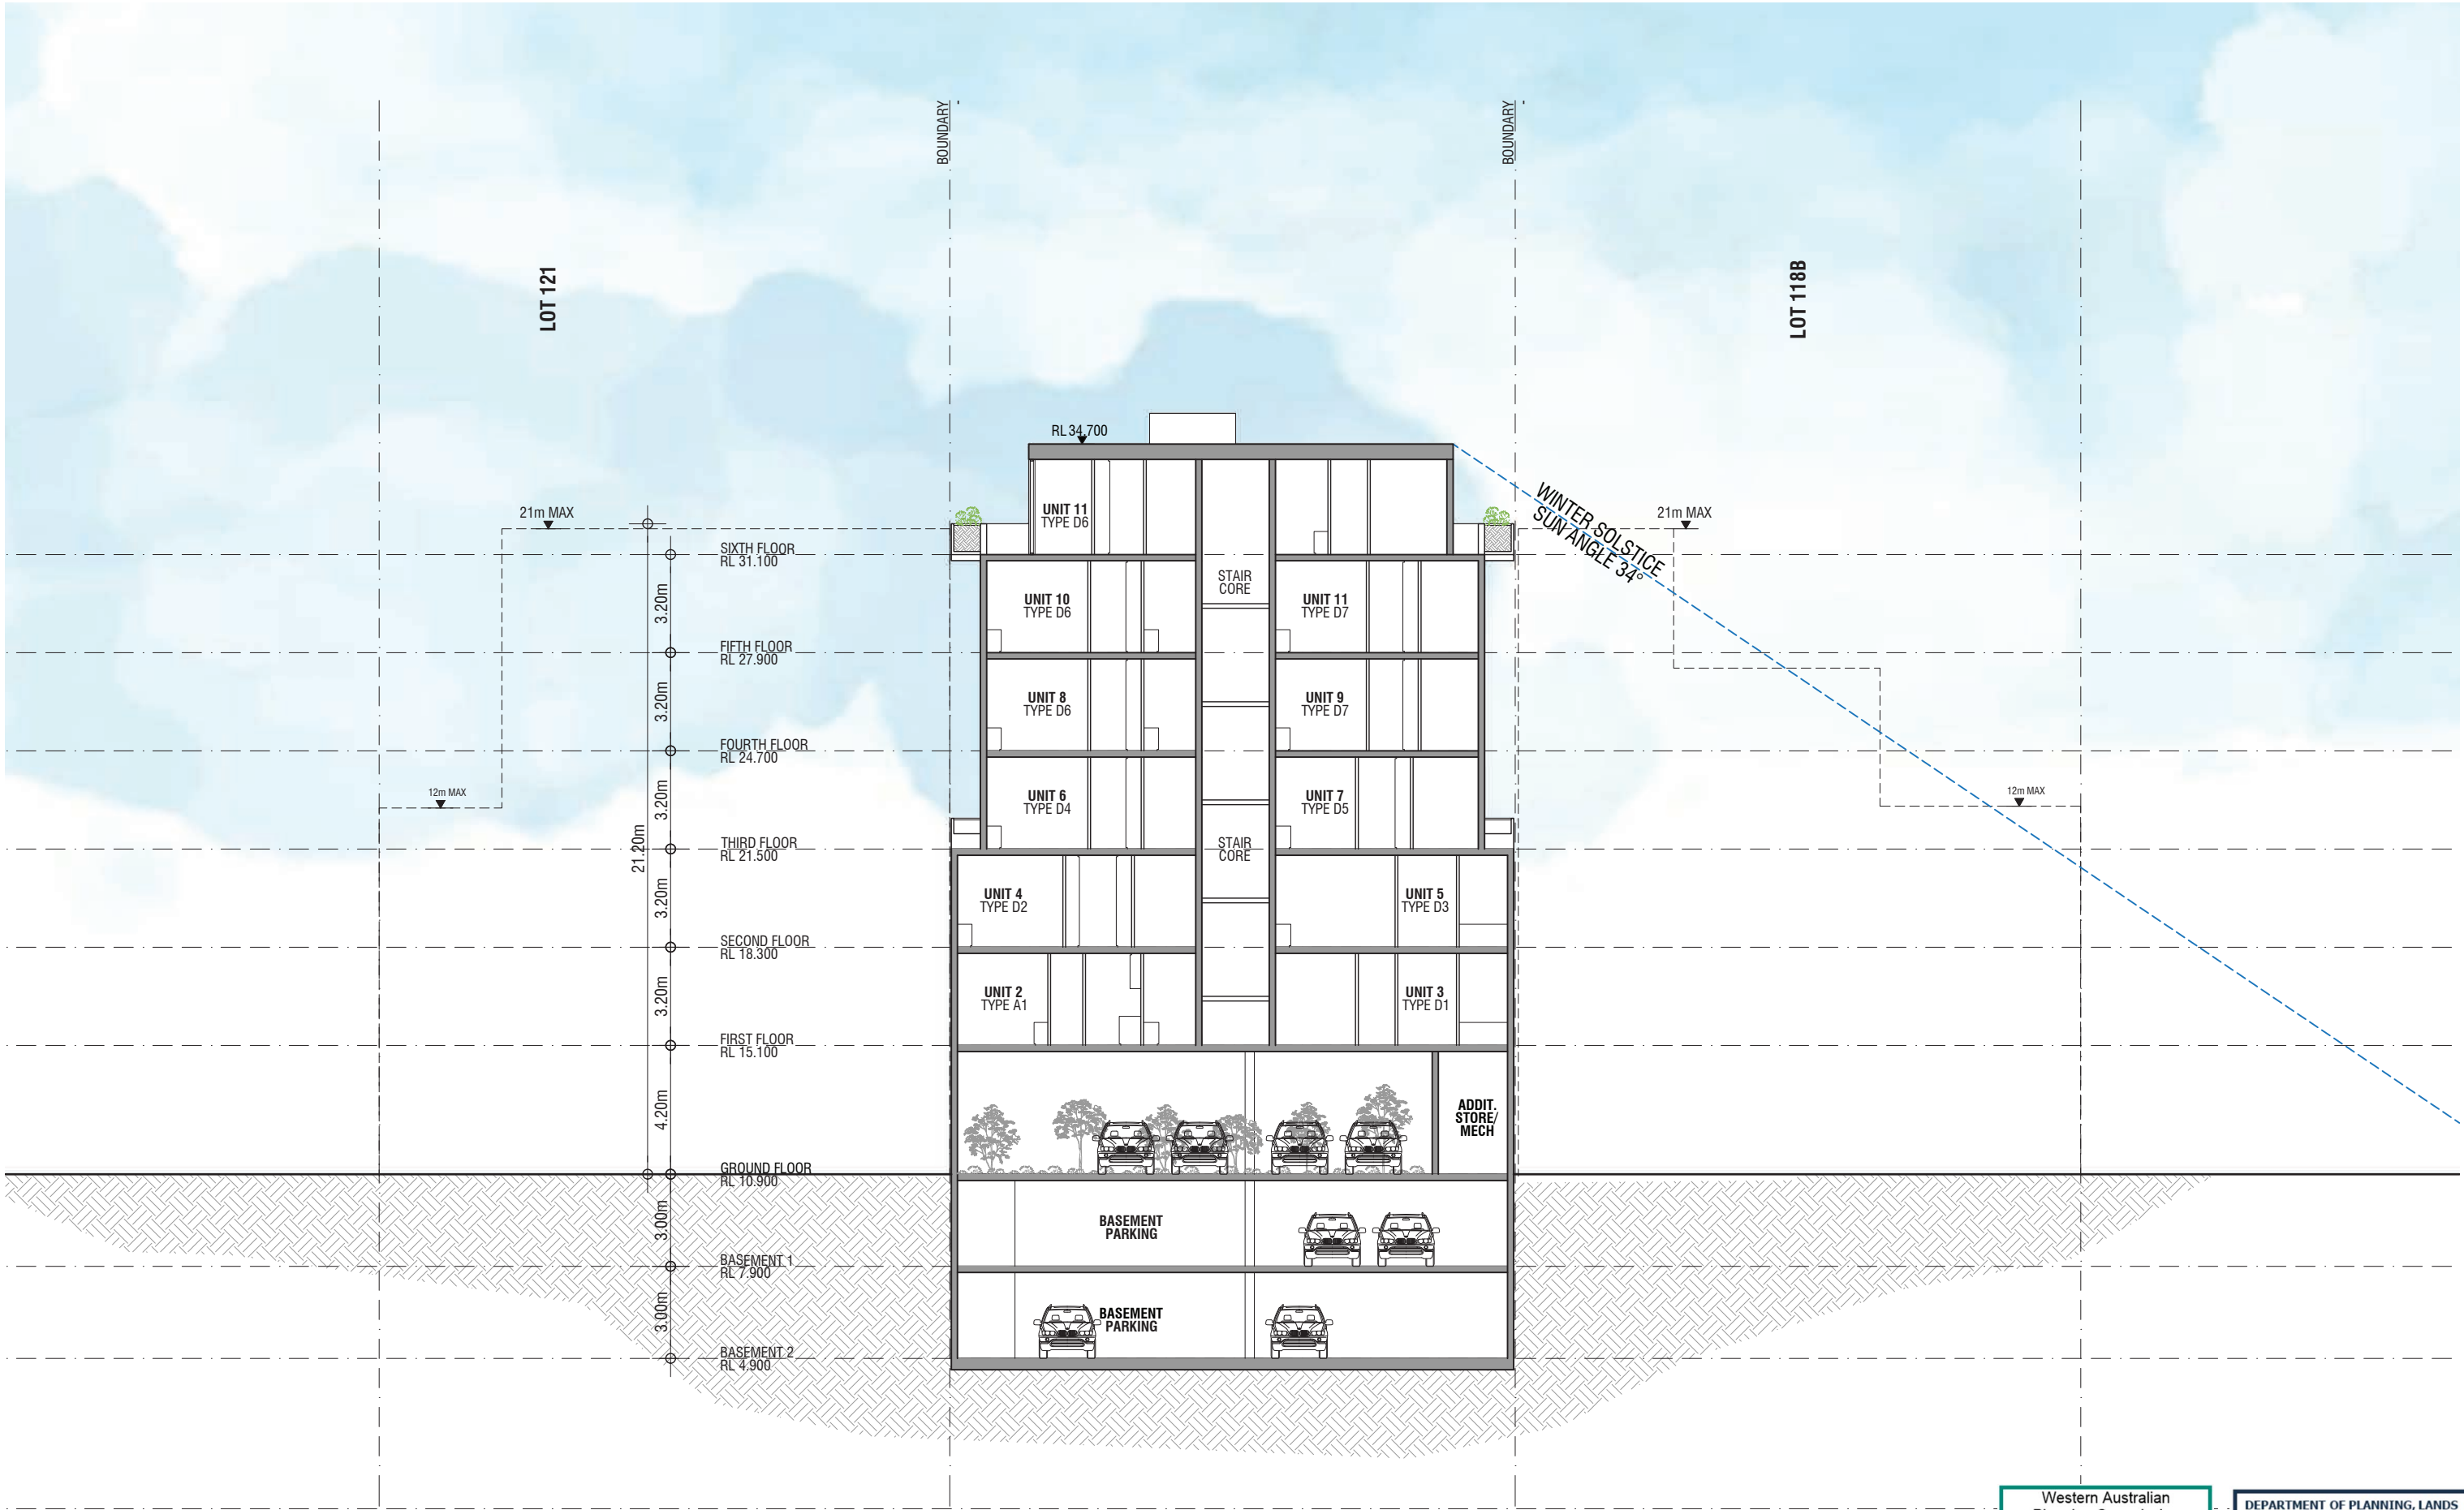 BOUNDARY
BOUNDARY
LOT 121
LOT 118B
RL 34.700
21m MAX
21m MAX
WINTER SOLSTICE
SUN ANGLE 34°
UNIT 11
TYPE D6
SIXTH FLOOR
RL 31.100
STAIR
CORE
3.20m
UNIT 10
TYPE D6
UNIT 11
TYPE D7
FIFTH FLOOR
RL 27.900
3.20m
UNIT 8
TYPE D6
UNIT 9
TYPE D7
FOURTH FLOOR
RL 24.700
12m MAX
12m MAX
3.20m
UNIT 6
TYPE D4
UNIT 7
TYPE D5
THIRD FLOOR
RL 21.500
STAIR
CORE
21.20m
3.20m
UNIT 4
TYPE D2
UNIT 5
TYPE D3
SECOND FLOOR
RL 18.300
3.20m
UNIT 2
TYPE A1
UNIT 3
TYPE D1
FIRST FLOOR
RL 15.100
4.20m
ADDIT.
STORE/
MECH
GROUND FLOOR
RL 10.900
3.00m
BASEMENT
PARKING
BASEMENT 1
RL 7.900
3.00m
BASEMENT
PARKING
BASEMENT 2
RL 4.900
Western Australian
DEPARTMENT OF PLANNING, LANDS